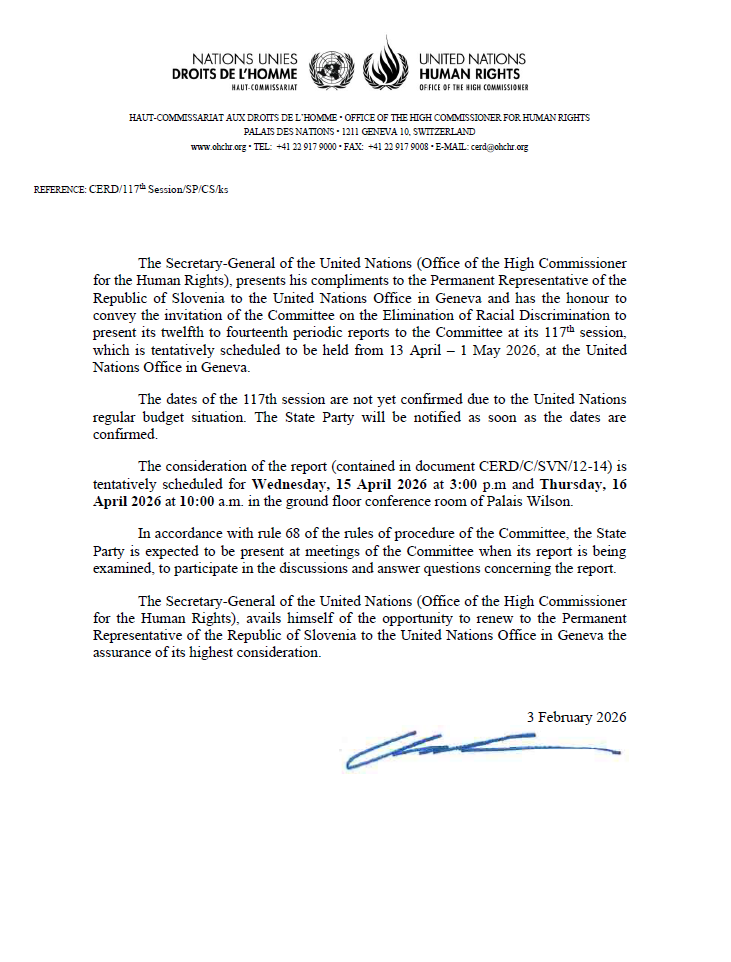 NATIONS UNIES
DROITS DE L'HOMME
HAUT-COMMISSARIAT
UNITED NATIONS
HUMAN RIGHTS
OFFICE OF THE HIGH COMMISSIONER
HAUT-COMMISSARIAT AUX DROITS DE L'HOMME • OFFICE OF THE HIGH COMMISSIONER FOR HUMAN RIGHTS
PALAIS DES NATIONS • 1211 GENEVA 10, SWITZERLAND
www.ohchr.org • TEL: +41 22 917 9000 • FAX: +41 22 917 9008 • E-MAIL: cerd@ohchr.org
REFERENCE: CERD/117th Session/SP/CS/ks
The Secretary-General of the United Nations (Office of the High Commissioner
for the Human Rights), presents his compliments to the Permanent Representative of the
Republic of Slovenia to the United Nations Office in Geneva and has the honour to
convey the invitation of the Committee on the Elimination of Racial Discrimination to
present its twelfth to fourteenth periodic reports to the Committee at its 117th session,
which is tentatively scheduled to be held from 13 April – 1 May 2026, at the United
Nations Office in Geneva.
The dates of the 117th session are not yet confirmed due to the United Nations
regular budget situation. The State Party will be notified as soon as the dates are
confirmed.
The consideration of the report (contained in document CERD/C/SVN/12-14) is
tentatively scheduled for Wednesday, 15 April 2026 at 3:00 p.m and Thursday, 16
April 2026 at 10:00 a.m. in the ground floor conference room of Palais Wilson.
In accordance with rule 68 of the rules of procedure of the Committee, the State
Party is expected to be present at meetings of the Committee when its report is being
examined, to participate in the discussions and answer questions concerning the report.
The Secretary-General of the United Nations (Office of the High Commissioner
for the Human Rights), avails himself of the opportunity to renew to the Permanent
Representative of the Republic of Slovenia to the United Nations Office in Geneva the
assurance of its highest consideration.
3 February 2026